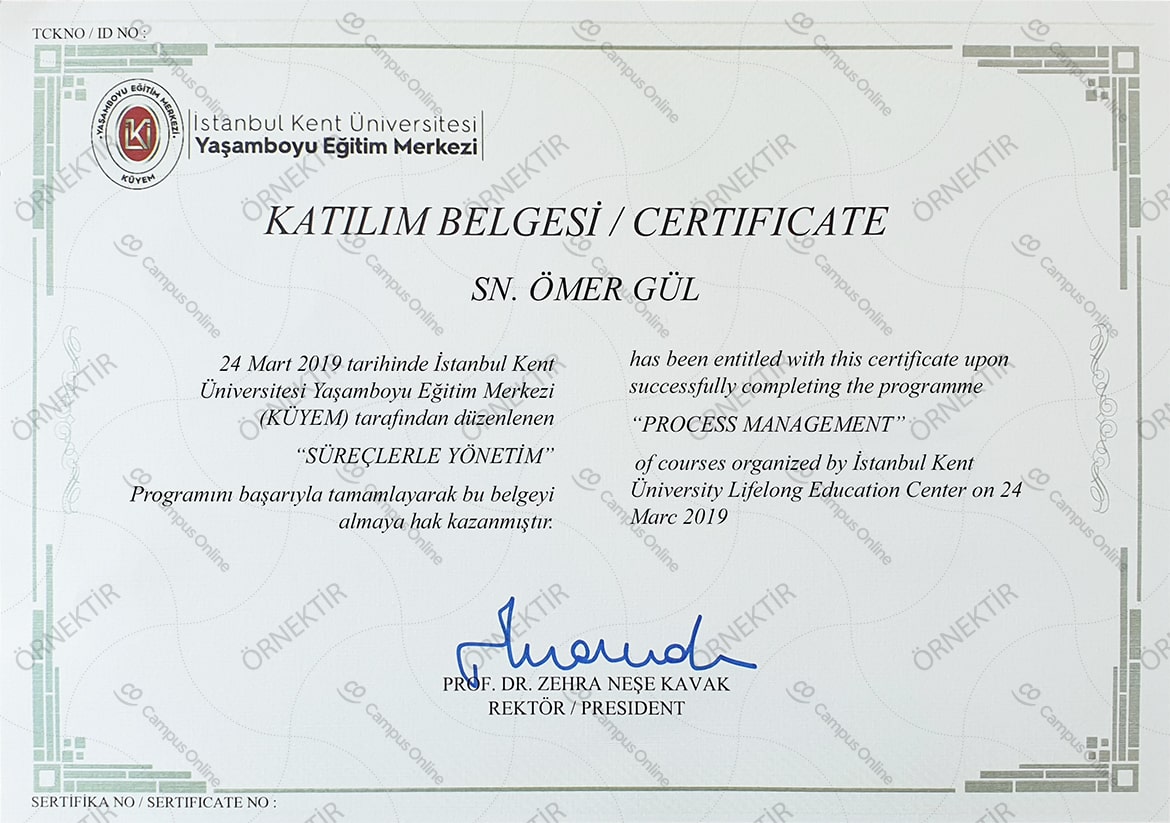 TCKNO / ID NO :
YAŞAMBOYU EĞİTİM MERKEZİ
KÜYEM
İstanbul Kent Üniversitesi
Yaşamboyu Eğitim Merkezi
KATILIM BELGESİ / CERTIFICATE
SN. ÖMER GÜL
24 Mart 2019 tarihinde İstanbul Kent
Üniversitesi Yaşamboyu Eğitim Merkezi
(KÜYEM) tarafından düzenlenen
“SÜREÇLERLE YÖNETİM”
Programını başarıyla tamamlayarak bu belgeyi
almaya hak kazanmıştır.
has been entitled with this certificate upon
successfully completing the programme
“PROCESS MANAGEMENT”
of courses organized by İstanbul Kent
Üniversity Lifelong Education Center on 24
Marc 2019
PROF. DR. ZEHRA NEŞE KAVAK
REKTÖR / PRESIDENT
SERTİFİKA NO / SERTIFICATE NO :
ÖRNEKTİR
co Campus Online